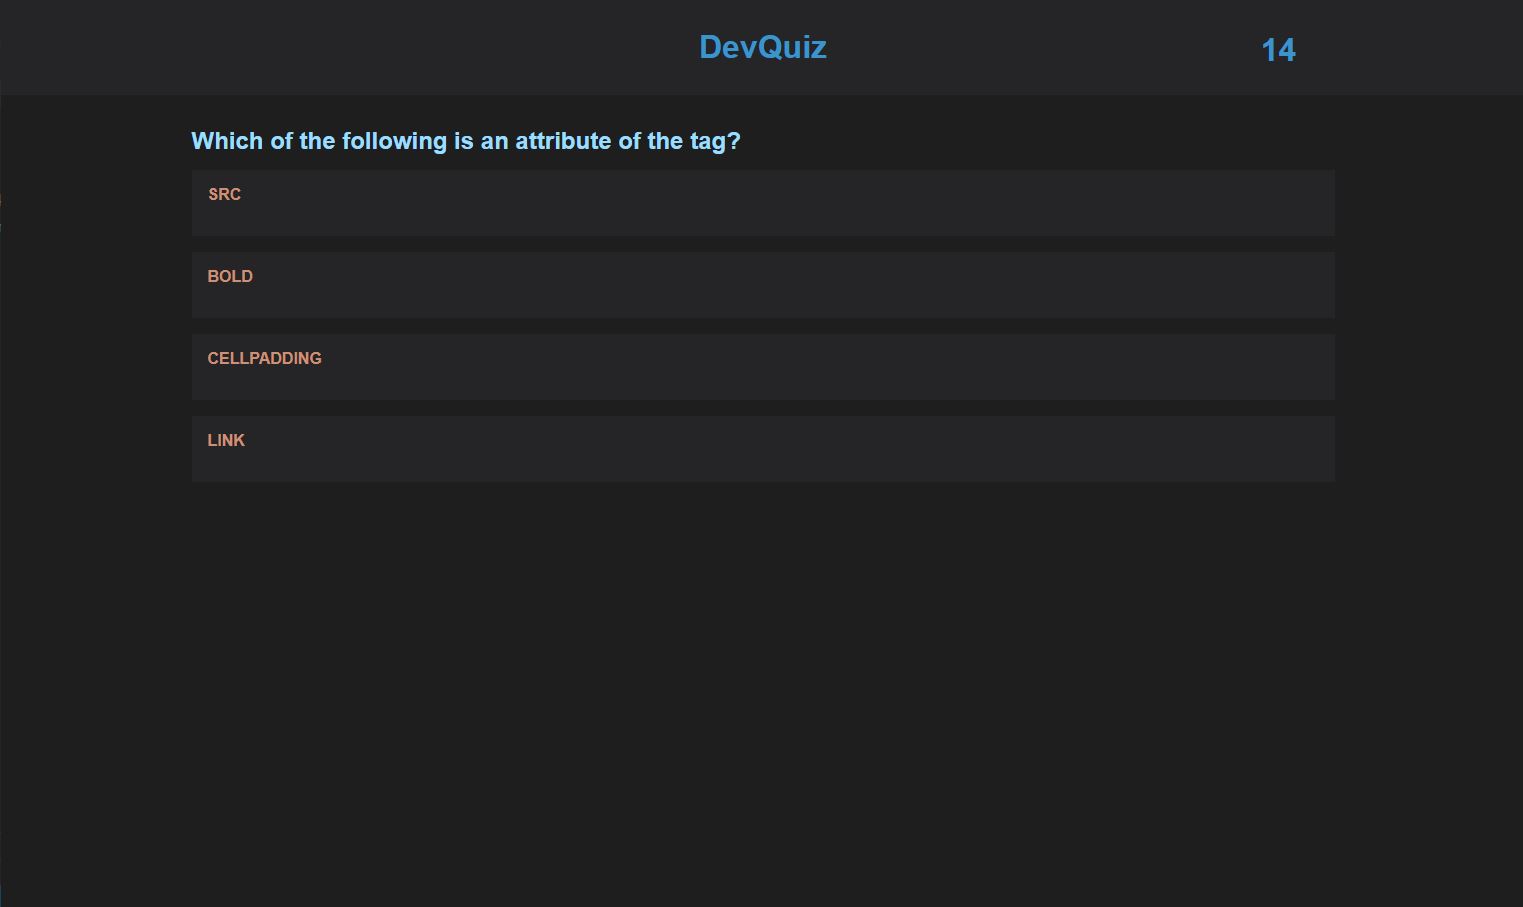 DevQuiz
14
Which of the following is an attribute of the tag?
SRC
BOLD
CELLPADDING
LINK